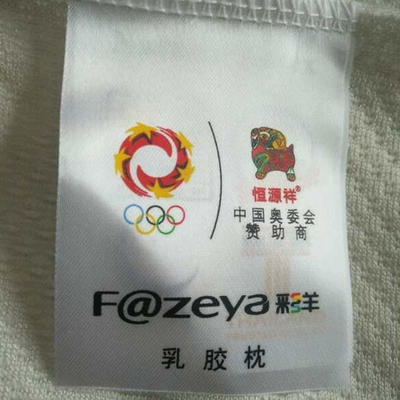 恒源祥®
中国奥委会
赞助商
F@zeya 彩羊
乳胶枕